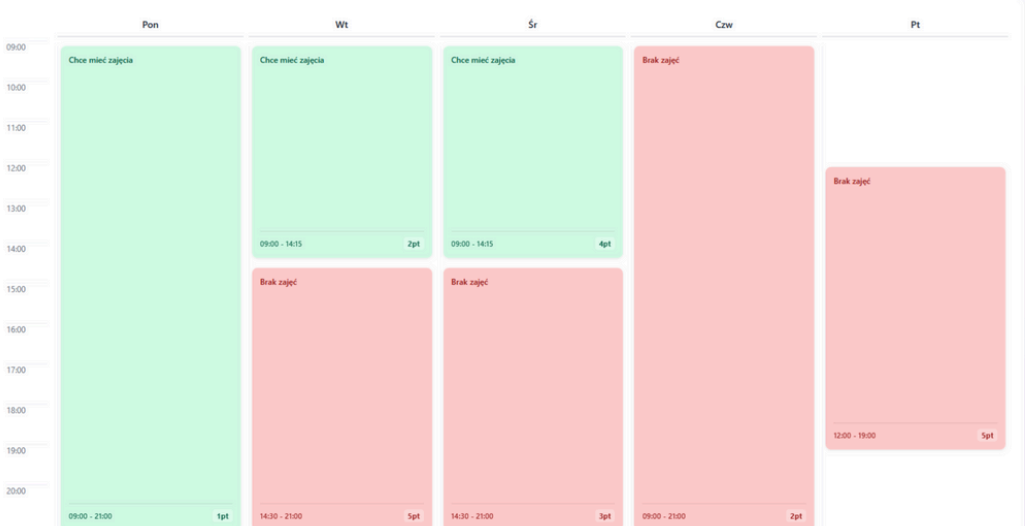 Pon Wt Śr Czw Pt
09:00
10:00
11:00
12:00
13:00
14:00
15:00
16:00
17:00
18:00
19:00
20:00
Chce mieć zajęcia
09:00 - 21:00 1pt
Chce mieć zajęcia
09:00 - 14:15 2pt
Brak zajęć
14:30 - 21:00 5pt
Chce mieć zajęcia
09:00 - 14:15 4pt
Brak zajęć
14:30 - 21:00 3pt
Brak zajęć
09:00 - 21:00 2pt
Brak zajęć
12:00 - 19:00 5pt